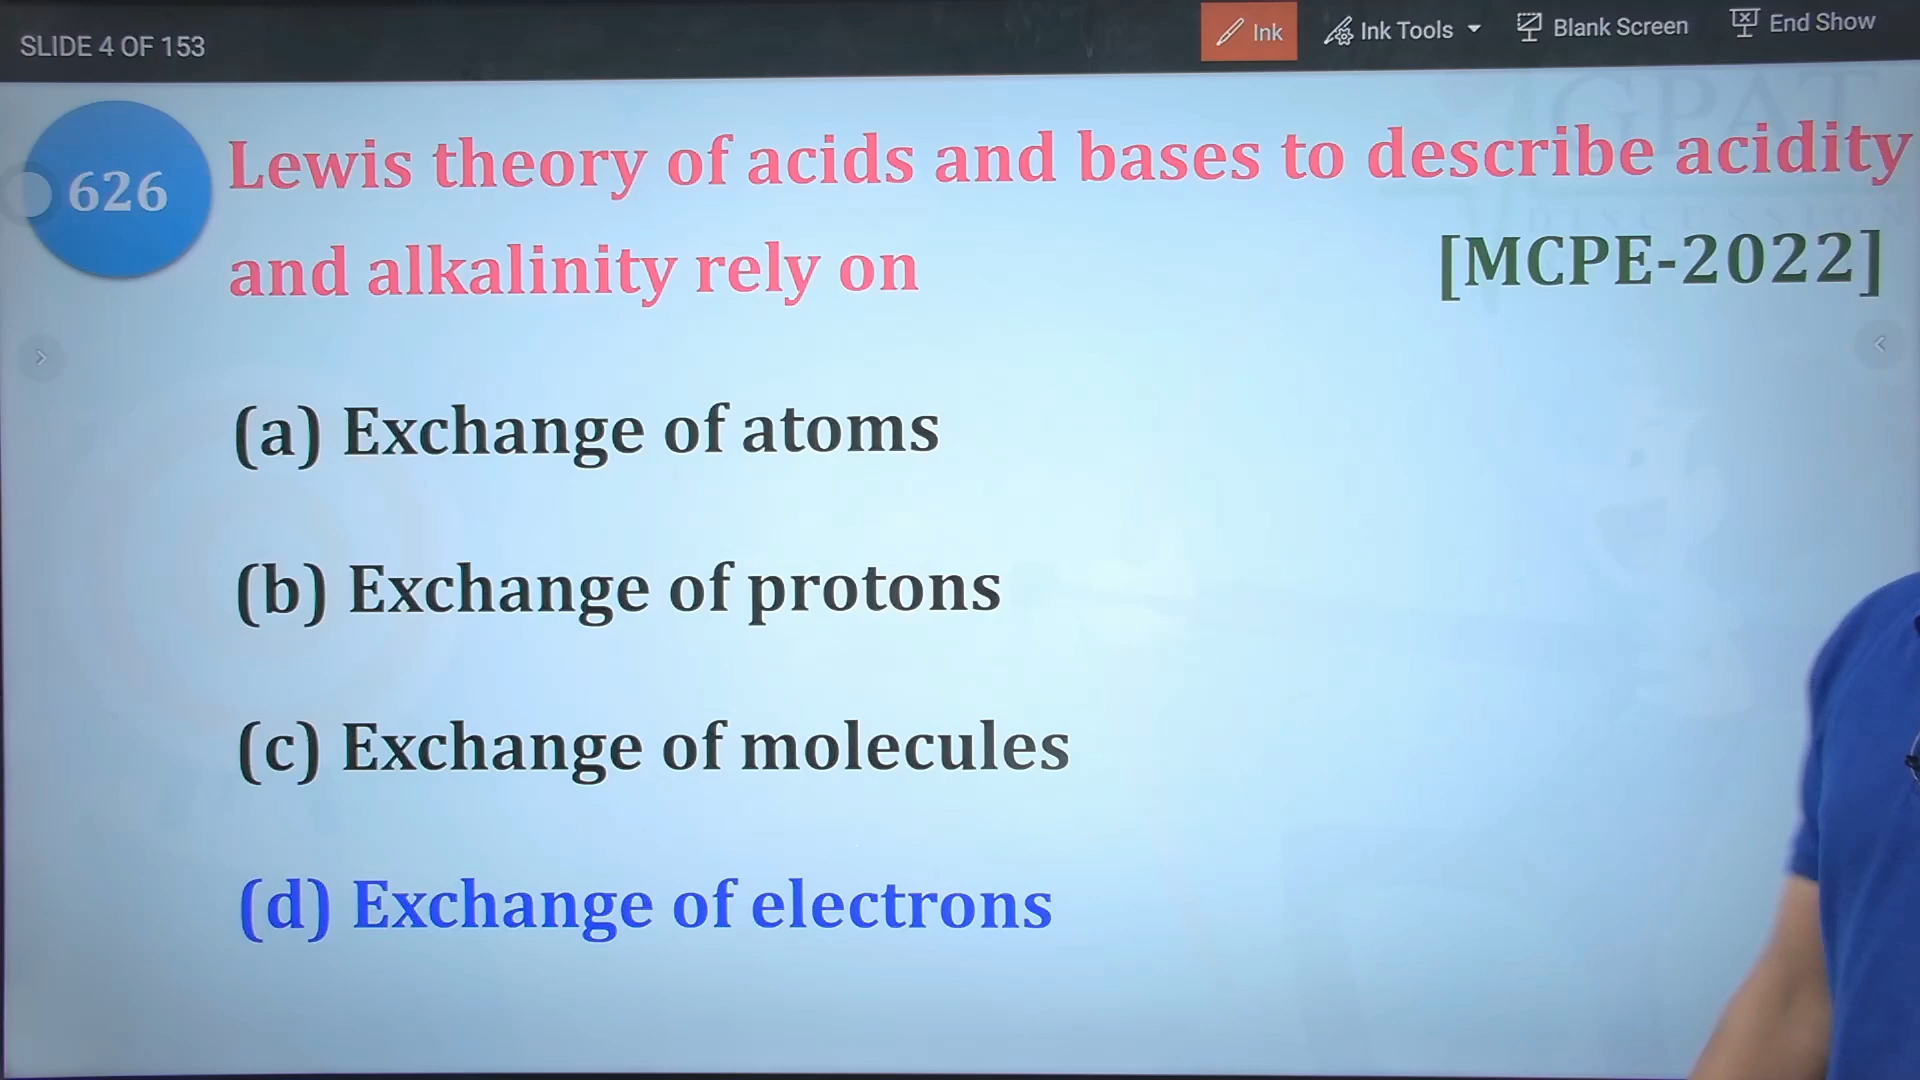 SLIDE 4 OF 153
Ink
Ink Tools
Blank Screen
End Show
GPAT
DISCUSSION
626
Lewis theory of acids and bases to describe acidity
and alkalinity rely on
[MCPE-2022]
(a) Exchange of atoms
(b) Exchange of protons
(c) Exchange of molecules
(d) Exchange of electrons